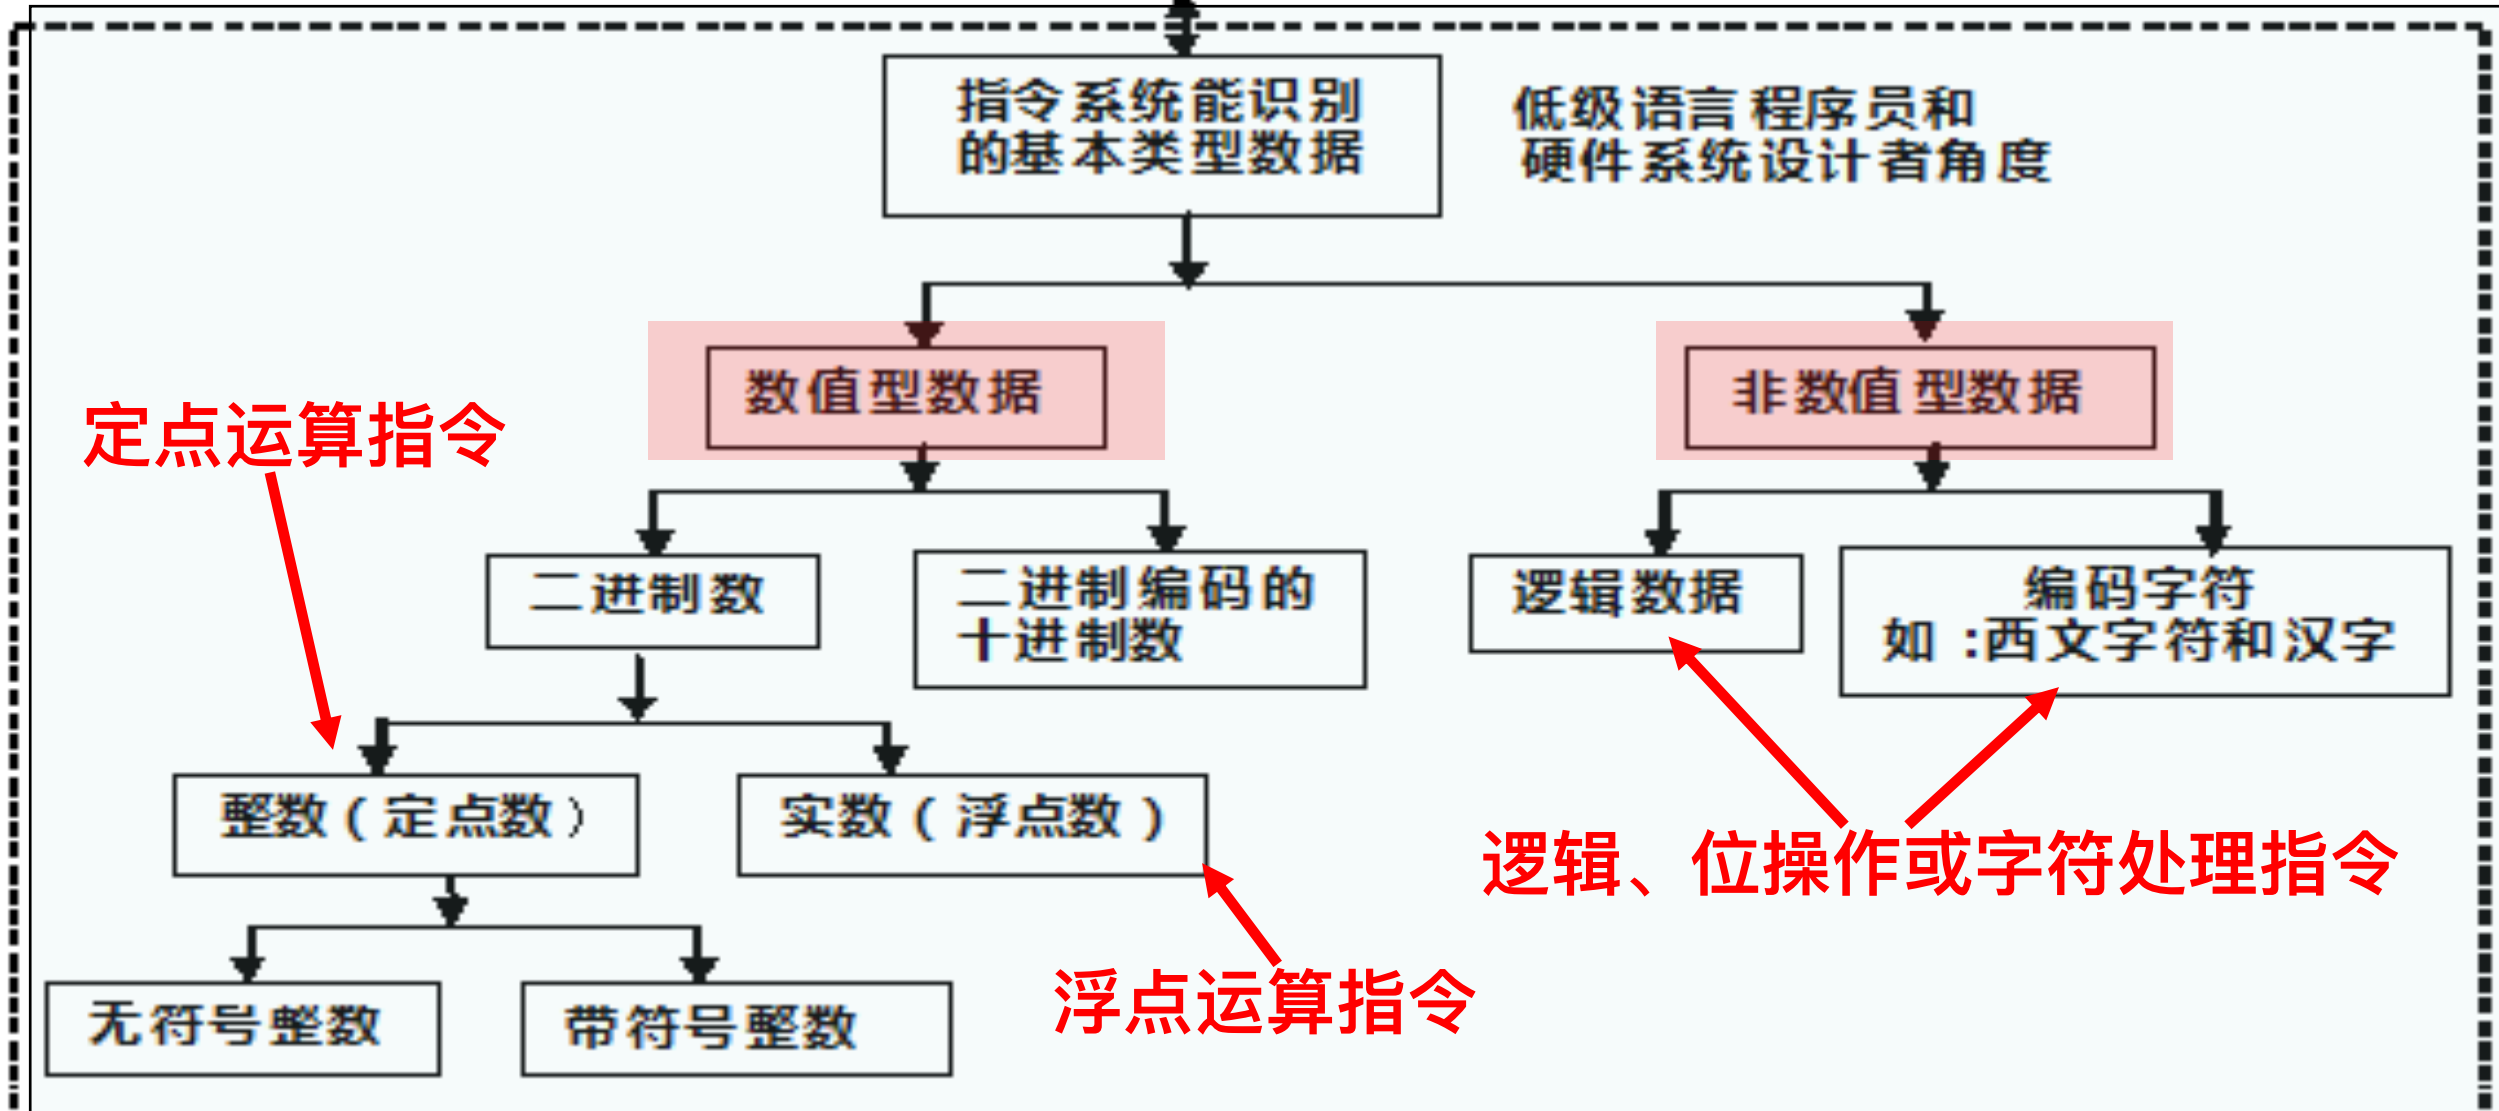 指令系统能识别
的基本类型数据
低级语言程序员和
硬件系统设计者角度
数值型数据
非数值型数据
定点运算指令
二进制数
二进制编码的
十进制数
逻辑数据
编码字符
如:西文字符和汉字
整数(定点数)
实数(浮点数)
逻辑、位操作或字符处理指令
浮点运算指令
无符号整数
带符号整数